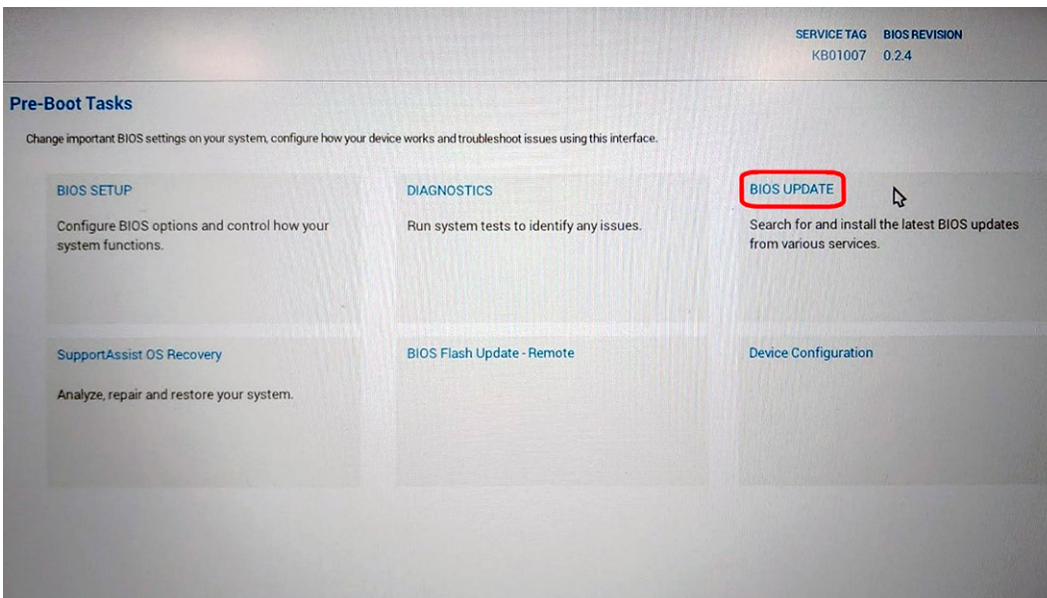 SERVICE TAG BIOS REVISION
KB01007 0.2.4
Pre-Boot Tasks
Change important BIOS settings on your system, configure how your device works and troubleshoot issues using this interface.
BIOS SETUP
Configure BIOS options and control how your
system functions.
DIAGNOSTICS
Run system tests to identify any issues.
BIOS UPDATE
Search for and install the latest BIOS updates
from various services.
SupportAssist OS Recovery
Analyze, repair and restore your system.
BIOS Flash Update - Remote
Device Configuration